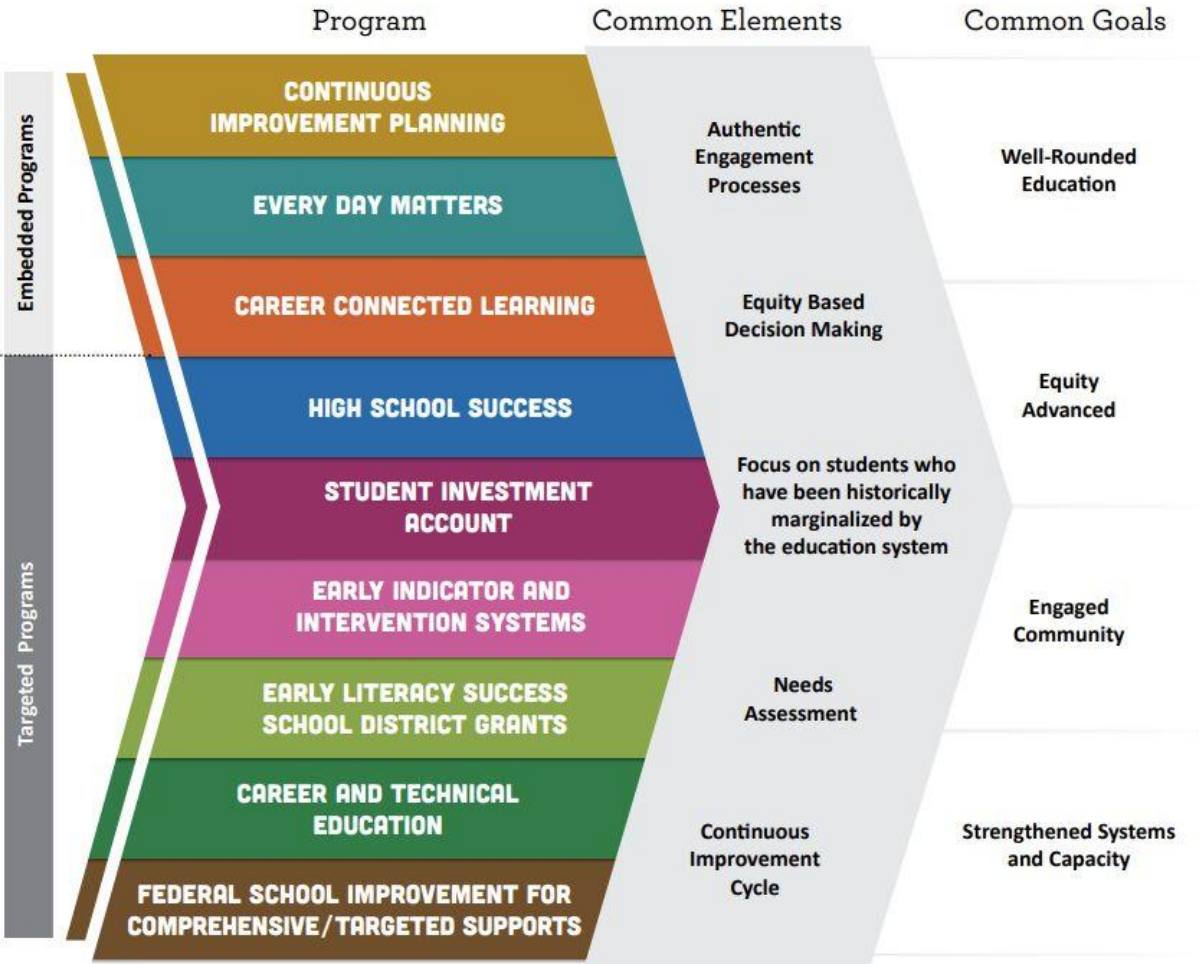 Program
Common Elements
Common Goals
Embedded Programs
Targeted Programs
CONTINUOUS
IMPROVEMENT PLANNING
EVERY DAY MATTERS
CAREER CONNECTED LEARNING
HIGH SCHOOL SUCCESS
STUDENT INVESTMENT
ACCOUNT
EARLY INDICATOR AND
INTERVENTION SYSTEMS
EARLY LITERACY SUCCESS
SCHOOL DISTRICT GRANTS
CAREER AND TECHNICAL
EDUCATION
FEDERAL SCHOOL IMPROVEMENT FOR
COMPREHENSIVE/TARGETED SUPPORTS
Authentic
Engagement
Processes
Equity Based
Decision Making
Focus on students who
have been historically
marginalized by
the education system
Needs
Assessment
Continuous
Improvement
Cycle
Well-Rounded
Education
Equity
Advanced
Engaged
Community
Strengthened Systems
and Capacity